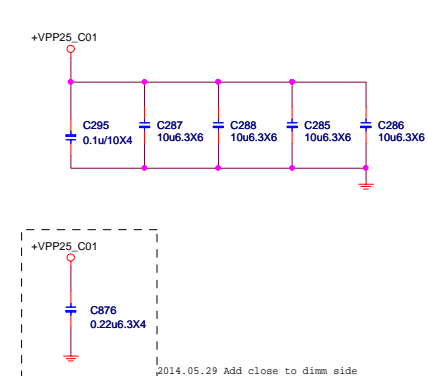 +VPP25_C01
C295
0.1u/10X4
C287
10u6.3X6
C288
10u6.3X6
C285
10u6.3X6
C286
10u6.3X6
+VPP25_C01
C876
0.22u6.3X4
2014.05.29 Add close to dimm side